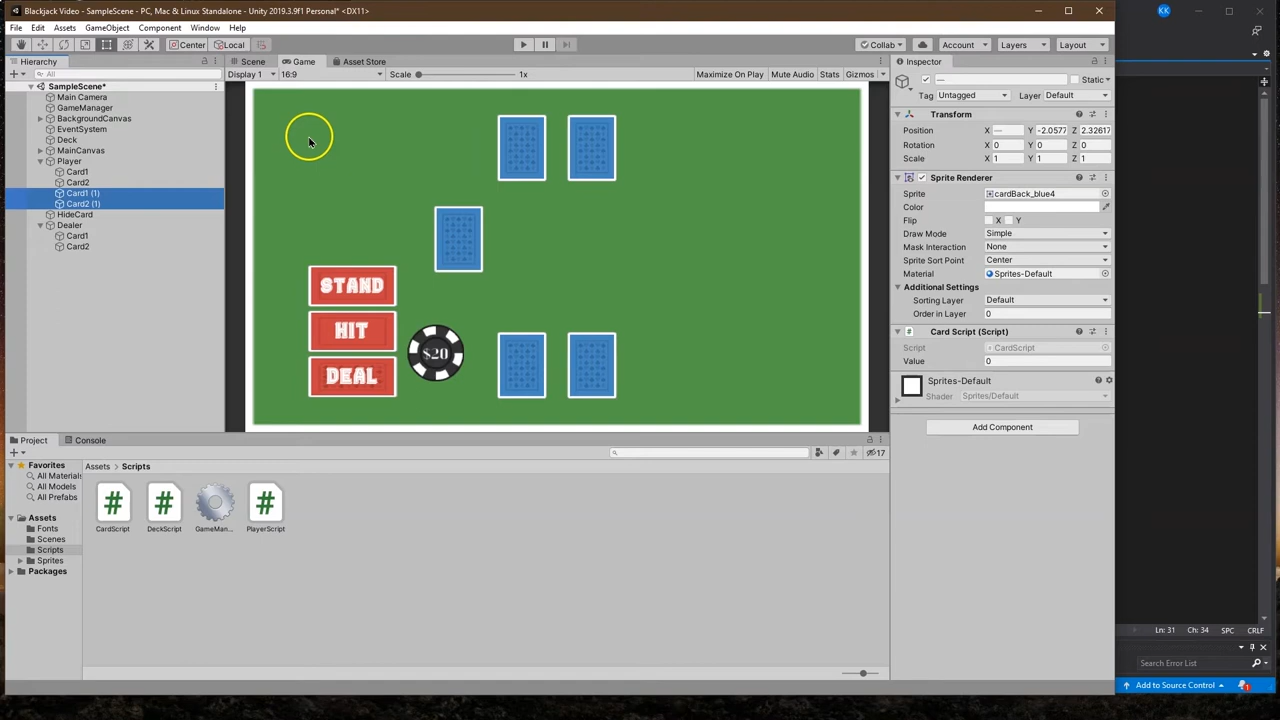 Blackjack Video - SampleScene - PC, Mac & Linux Standalone - Unity 2019.3.9f1 Personal* <DX11>
KK
File Edit Assets GameObject Component Window Help
Center Local Collab Account Layers Layout
Hierarchy
All
SampleScene*
Main Camera
GameManager
BackgroundCanvas
EventSystem
Deck
MainCanvas
Player
Card1
Card2
Card1 (1)
Card2 (1)
HideCard
Dealer
Card1
Card2
Scene Game Asset Store
Display 1 16:9 Scale 1x Maximize On Play Mute Audio Stats Gizmos
STAND
HIT
DEAL
$20
Inspector
—
Static
Tag Untagged Layer Default
Transform
Position X — Y -2.0577 Z 2.32617
Rotation X 0 Y 0 Z 0
Scale X 1 Y 1 Z 1
Sprite Renderer
Sprite cardBack_blue4
Color
Flip X Y
Draw Mode Simple
Mask Interaction None
Sprite Sort Point Center
Material Sprites-Default
Additional Settings
Sorting Layer Default
Order in Layer 0
Card Script (Script)
Script CardScript
Value 0
Sprites-Default
Shader Sprites/Default
Add Component
Project Console
17
Favorites
All Materials
All Models
All Prefabs
Assets
Fonts
Scenes
Scripts
Sprites
Packages
Assets > Scripts
CardScript DeckScript GameMan... PlayerScript
Ln: 31 Ch: 34 SPC CRLF
Search Error List
Add to Source Control 1